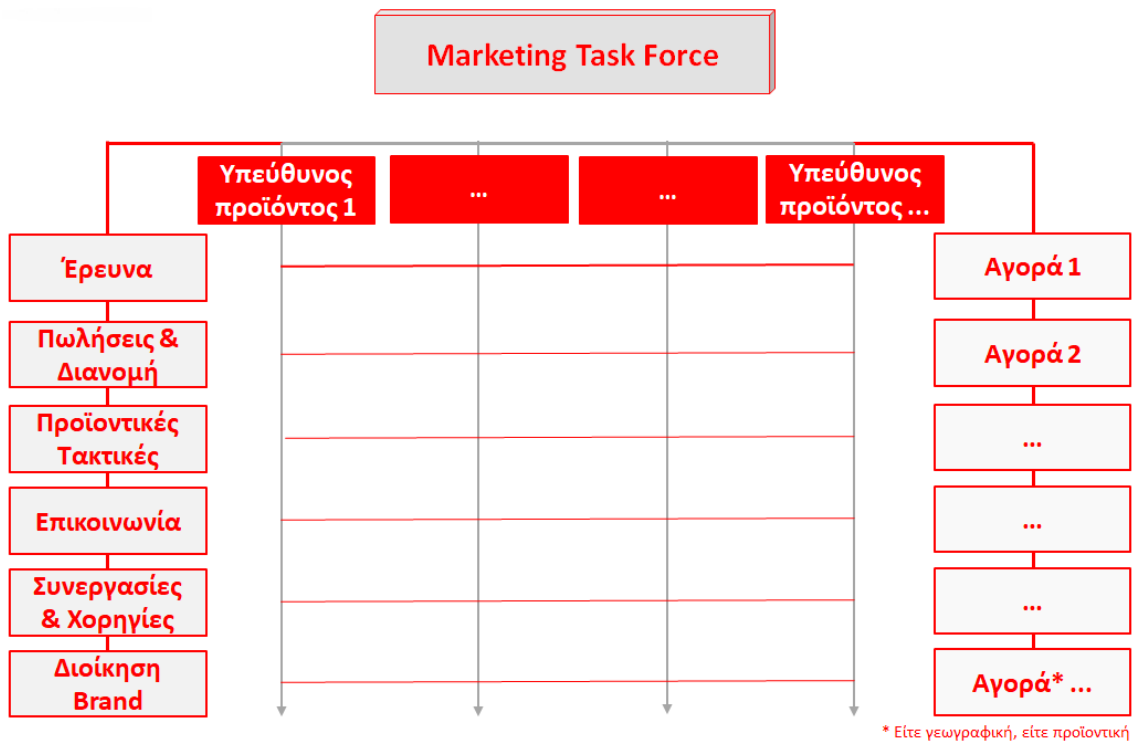 Marketing Task Force
Υπεύθυνος
προϊόντος 1
...
...
Υπεύθυνος
προϊόντος ...
Έρευνα
Αγορά 1
Πωλήσεις &
Διανομή
Αγορά 2
Προϊοντικές
Τακτικές
...
Επικοινωνία
...
Συνεργασίες
& Χορηγίες
...
Διοίκηση
Brand
Αγορά* ...
* Είτε γεωγραφική, είτε προϊοντική